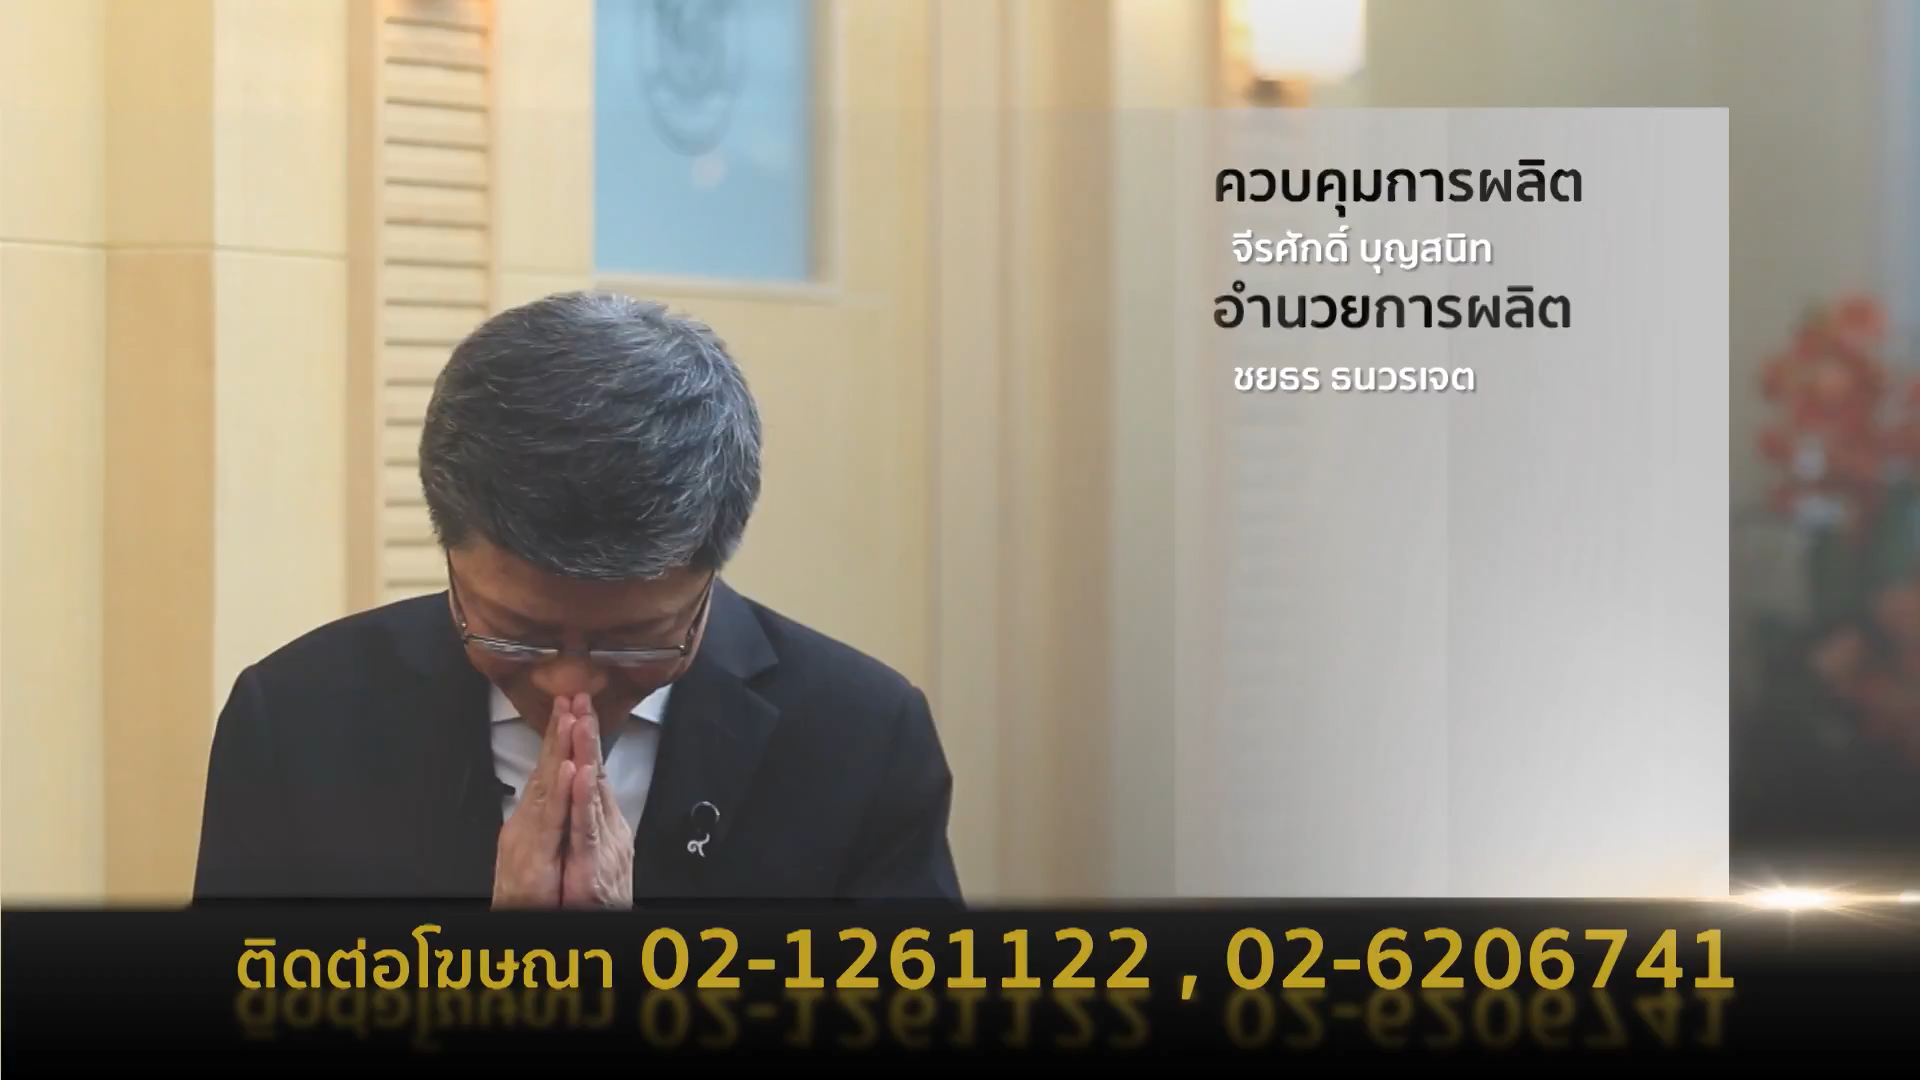 ควบคุมการผลิต
จีรศักดิ์ บุญสนิท
อำนวยการผลิต
ชยธร ธนวรเจต
๙
ติดต่อโฆษณา 02-1261122 , 02-6206741